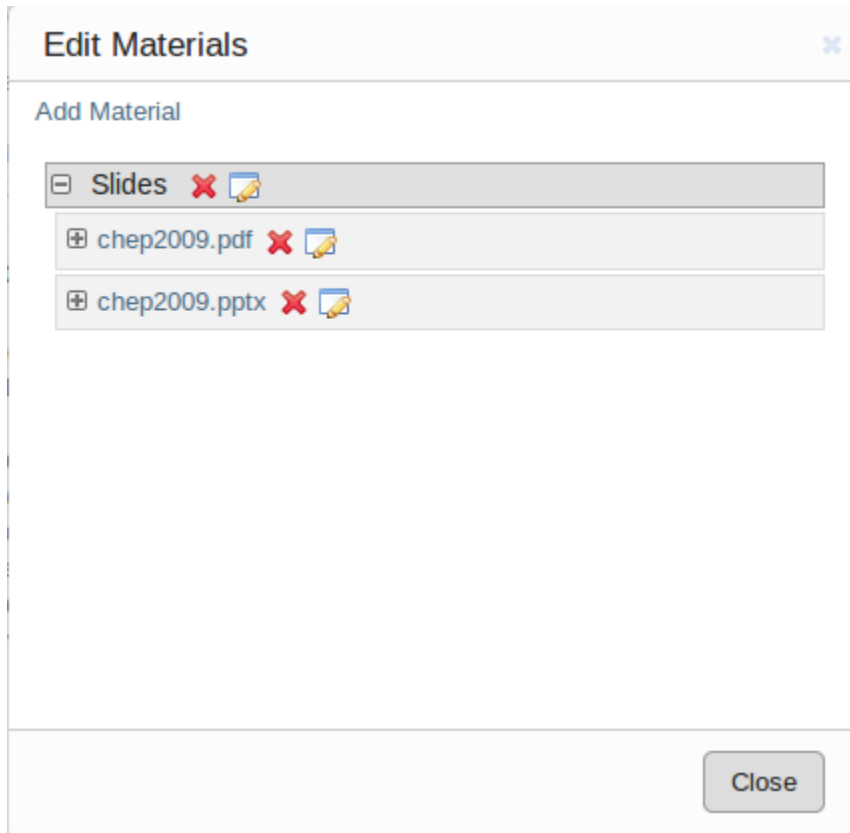 Edit Materials
Add Material
Slides
chep2009.pdf
chep2009.pptx
Close